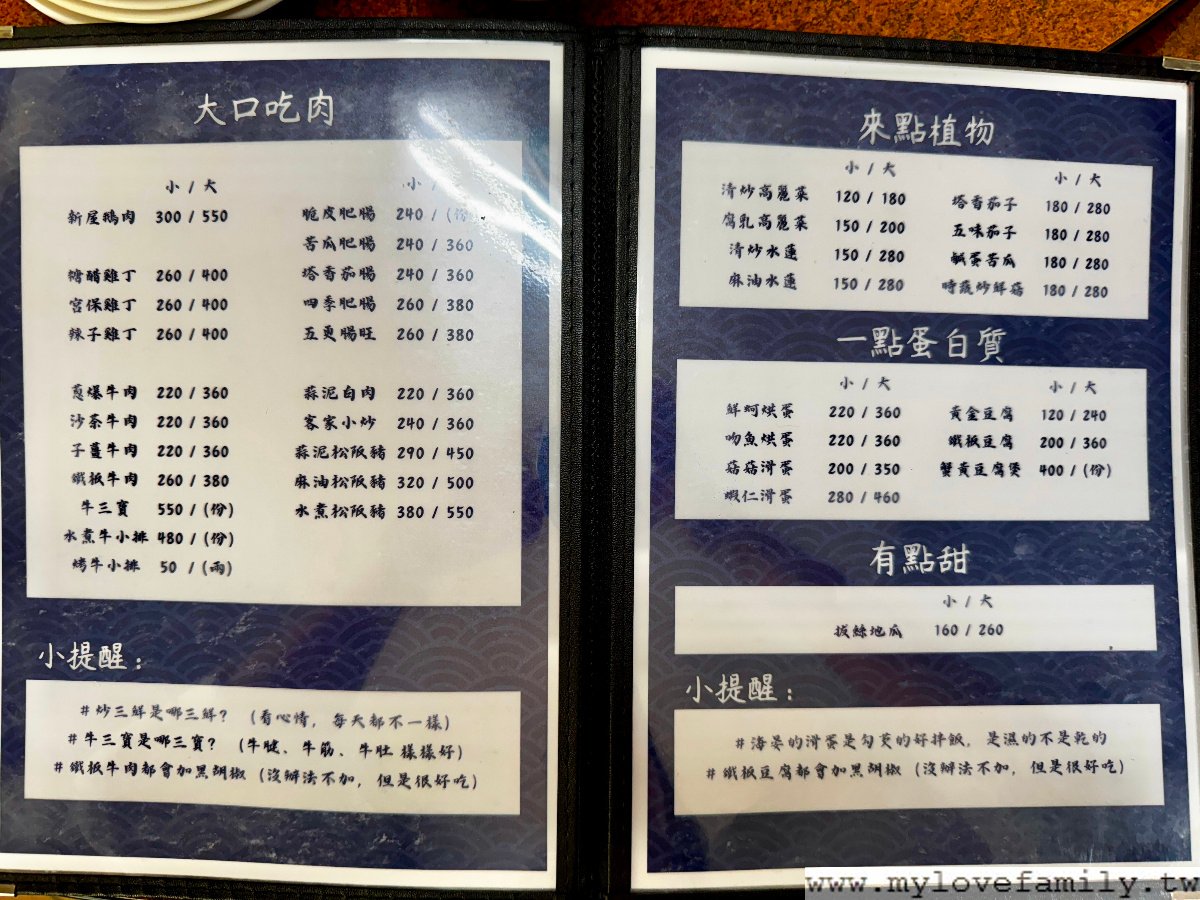 大口吃肉
小 / 大
新屋鵝肉 300 / 550
糖醋雞丁 260 / 400
宮保雞丁 260 / 400
辣子雞丁 260 / 400
蔥爆牛肉 220 / 360
沙茶牛肉 220 / 360
子薑牛肉 220 / 360
鐵板牛肉 260 / 380
牛三寶 550 / (份)
水煮牛小排 480 / (份)
烤牛小排 50 / (兩)
小 /
脆皮肥腸 240 / (份)
苦瓜肥腸 240 / 360
塔香茄腸 240 / 360
四季肥腸 260 / 380
五更腸旺 260 / 380
蒜泥白肉 220 / 360
客家小炒 240 / 360
蒜泥松阪豬 290 / 450
麻油松阪豬 320 / 500
水煮松阪豬 380 / 550
小提醒：
#炒三鮮是哪三鮮？（看心情，每天都不一樣）
#牛三寶是哪三寶？（牛腱、牛筋、牛肚 樣樣好）
#鐵板牛肉都會加黑胡椒（沒辦法不加，但是很好吃）
來點植物
小 / 大
清炒高麗菜 120 / 180
腐乳高麗菜 150 / 200
清炒水蓮 150 / 280
麻油水蓮 150 / 280
小 / 大
塔香茄子 180 / 280
五味茄子 180 / 280
鹹蛋苦瓜 180 / 280
時蔬炒鮮菇 180 / 280
一點蛋白質
小 / 大
鮮蚵烘蛋 220 / 360
吻魚烘蛋 220 / 360
菇菇滑蛋 200 / 350
蝦仁滑蛋 280 / 460
小 / 大
黃金豆腐 120 / 240
鐵板豆腐 200 / 360
蟹黃豆腐煲 400 / (份)
有點甜
小 / 大
拔絲地瓜 160 / 260
小提醒：
#海晏的滑蛋是勾芡的好拌飯，是濕的不是乾的
#鐵板豆腐都會加黑胡椒（沒辦法不加，但是很好吃）
www.mylovefamily.tw